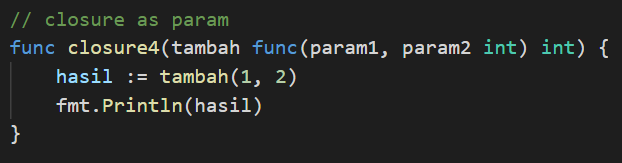 // closure as param
func closure4(tambah func(param1, param2 int) int) {
    hasil := tambah(1, 2)
    fmt.Println(hasil)
}